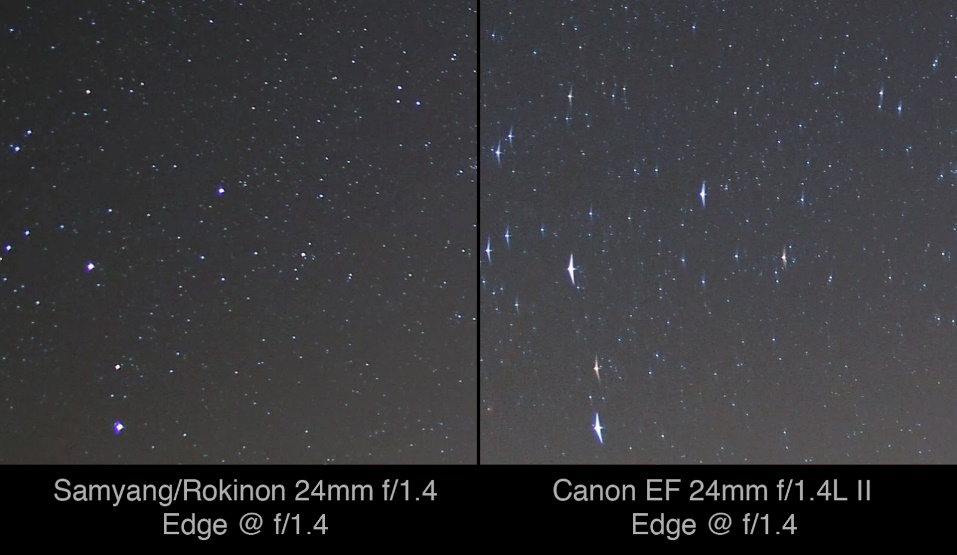 Samyang/Rokinon 24mm f/1.4
Edge @ f/1.4
Canon EF 24mm f/1.4L II
Edge @ f/1.4